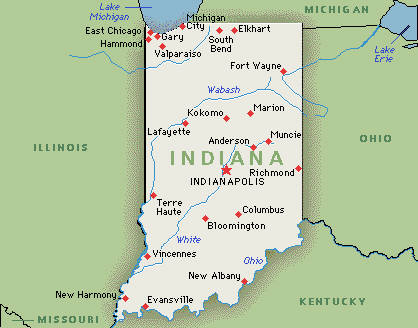 Lake
Michigan
Michigan
City
MICHIGAN
East Chicago
Gary
Hammond
South
Bend
Elkhart
Valparaiso
Lake
Erie
Fort Wayne
Wabash
Kokomo
Marion
Lafayette
Anderson
Muncie
ILLINOIS
OHIO
INDIANA
Richmond
INDIANAPOLIS
Terre
Haute
Columbus
Bloomington
White
Vincennes
Ohio
New Albany
New Harmony
Evansville
KENTUCKY
MISSOURI